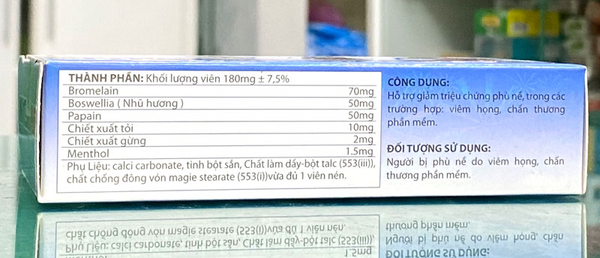 THÀNH PHẦN: Khối lượng viên 180mg ± 7,5%
Bromelain 70mg
Boswellia ( Nhũ hương ) 50mg
Papain 50mg
Chiết xuất tỏi 10mg
Chiết xuất gừng 2mg
Menthol 1.5mg
Phụ Liệu: calci carbonate, tinh bột sắn, Chất làm dầy-bột talc (553(iii)),
chất chống đông vón magie stearate (553(i))vừa đủ 1 viên nén.
CÔNG DỤNG:
Hỗ trợ giảm triệu chứng phù nề, trong các
trường hợp: viêm họng, chấn thương
phần mềm.
ĐỐI TƯỢNG SỬ DỤNG:
Người bị phù nề do viêm họng, chấn
thương phần mềm.